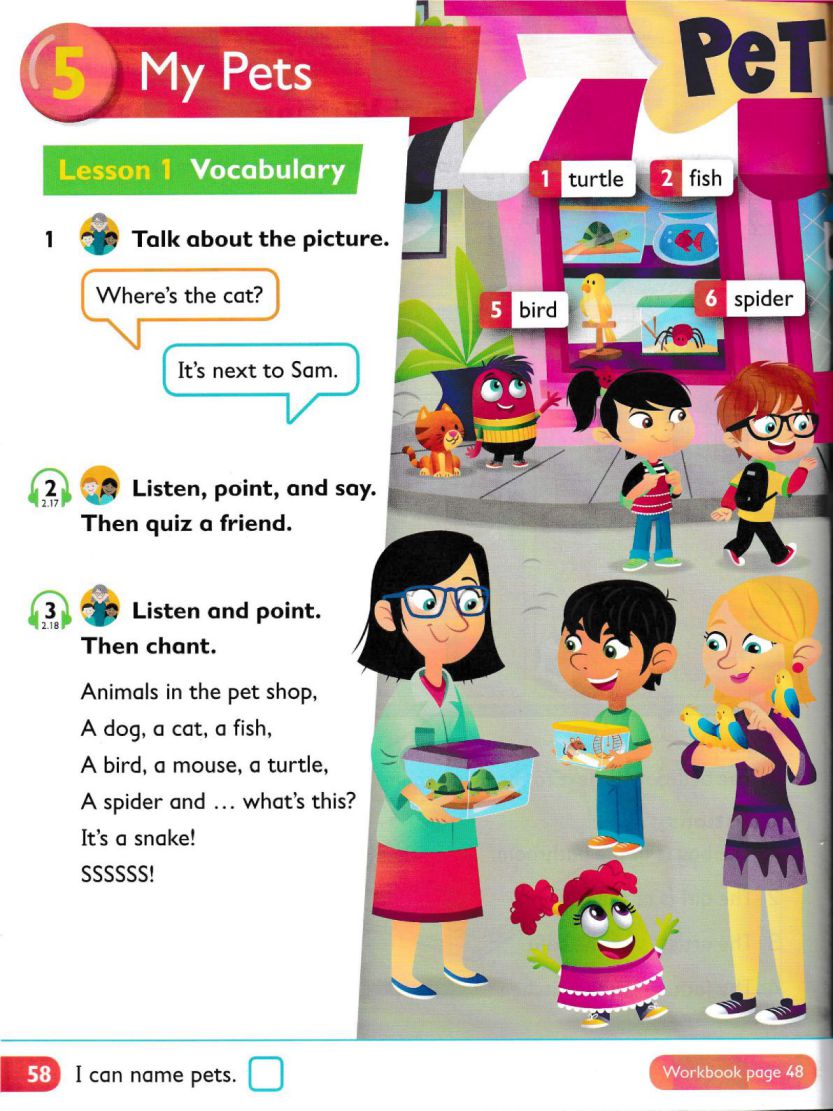 5 My Pets
PET
Lesson 1 Vocabulary
1 Talk about the picture.
Where's the cat?
It's next to Sam.
2 Listen, point, and say.
2.17
Then quiz a friend.
3 Listen and point.
2.18
Then chant.
Animals in the pet shop,
A dog, a cat, a fish,
A bird, a mouse, a turtle,
A spider and ... what's this?
It's a snake!
SSSSSS!
1 turtle
2 fish
5 bird
6 spider
58 I can name pets.
Workbook page 48